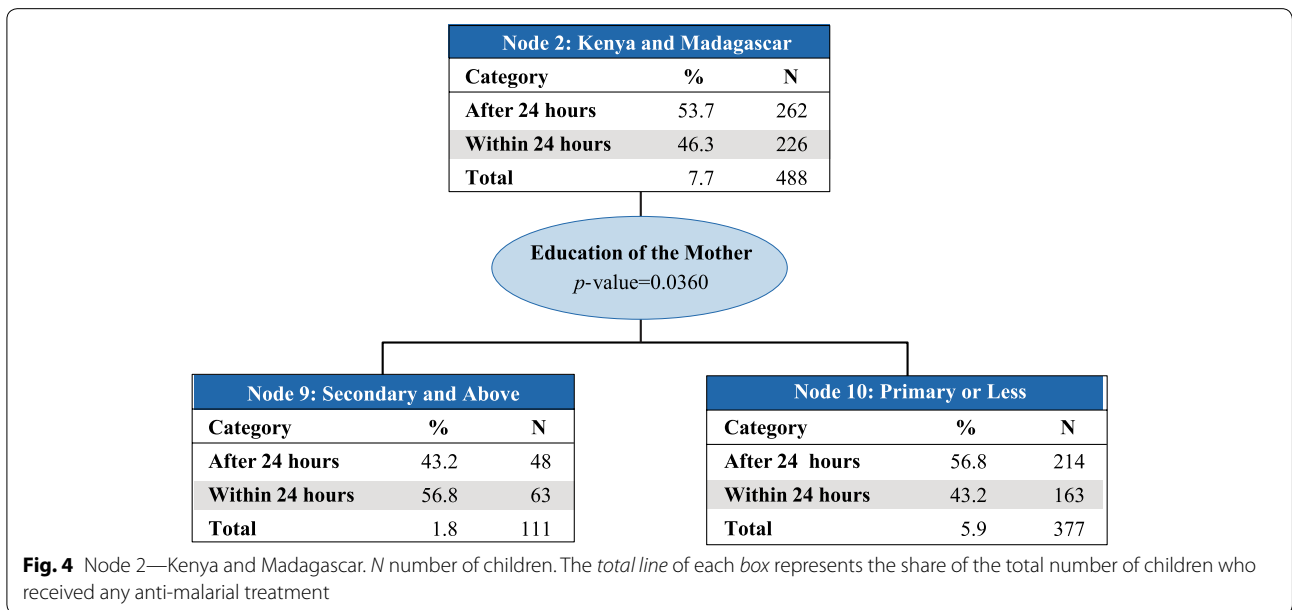 Node 2: Kenya and Madagascar
Category % N
After 24 hours 53.7 262
Within 24 hours 46.3 226
Total 7.7 488
Education of the Mother
p-value=0.0360
Node 9: Secondary and Above
Category % N
After 24 hours 43.2 48
Within 24 hours 56.8 63
Total 1.8 111
Node 10: Primary or Less
Category % N
After 24 hours 56.8 214
Within 24 hours 43.2 163
Total 5.9 377
Fig. 4 Node 2—Kenya and Madagascar. N number of children. The total line of each box represents the share of the total number of children who
received any anti-malarial treatment